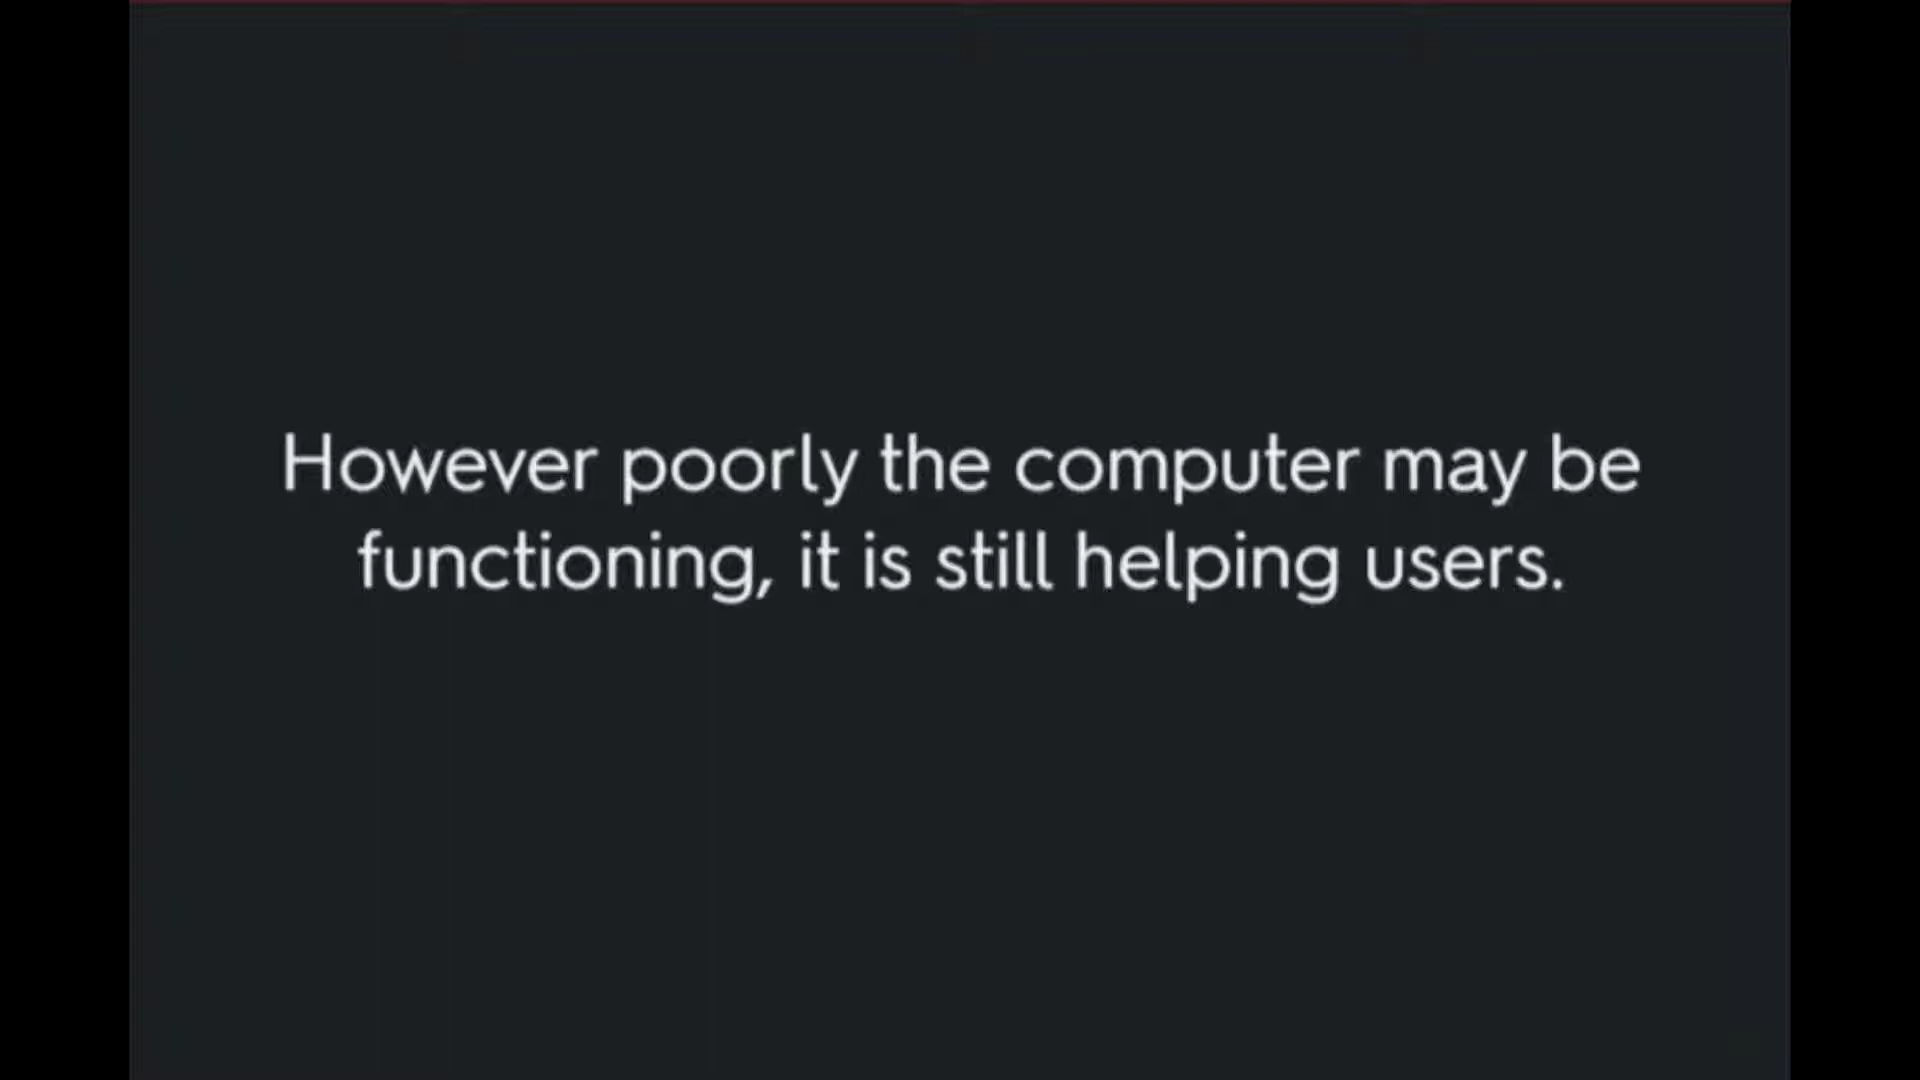 However poorly the computer may be
functioning, it is still helping users.